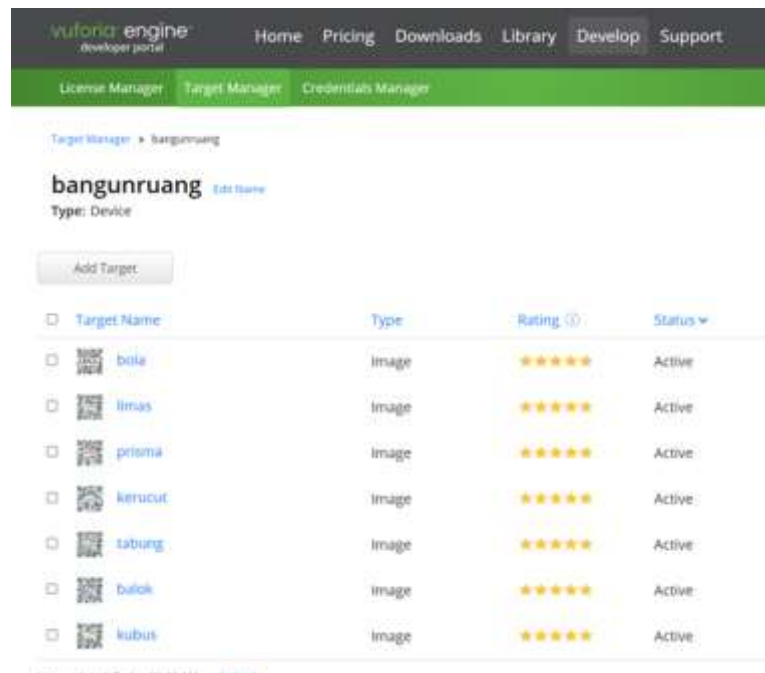 vuforia engine
developer portal
Home Pricing Downloads Library Develop Support
License Manager Target Manager Credentials Manager
Target Manager > bangunruang
bangunruang Edit Name
Type: Device
Add Target
Target Name Type Rating Status
bola Image Active
limas Image Active
prisma Image Active
kerucut Image Active
tabung Image Active
balok Image Active
kubus Image Active